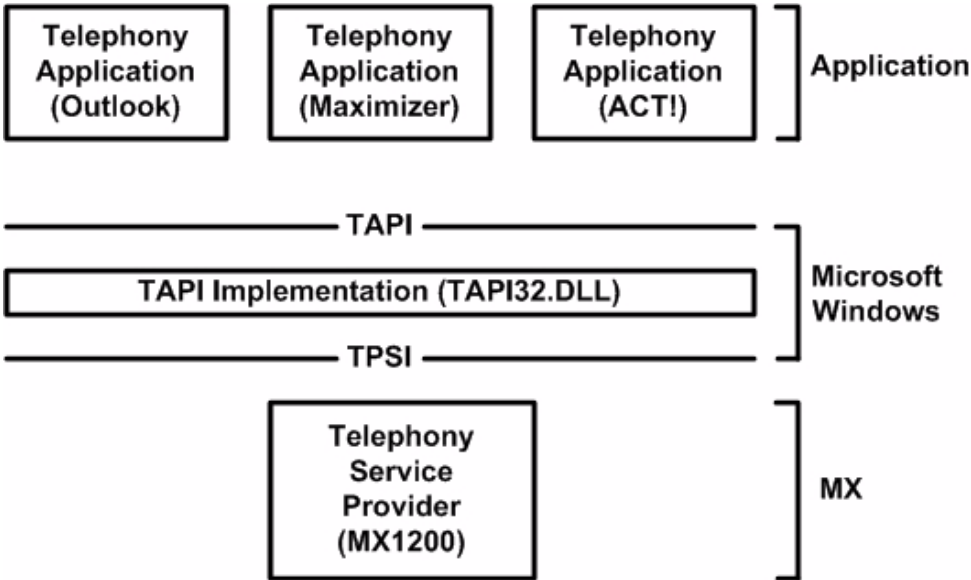 Telephony
Application
(Outlook)
Telephony
Application
(Maximizer)
Telephony
Application
(ACT!)
Application
TAPI
TAPI Implementation (TAPI32.DLL)
Microsoft
Windows
TPSI
Telephony
Service
Provider
(MX1200)
MX